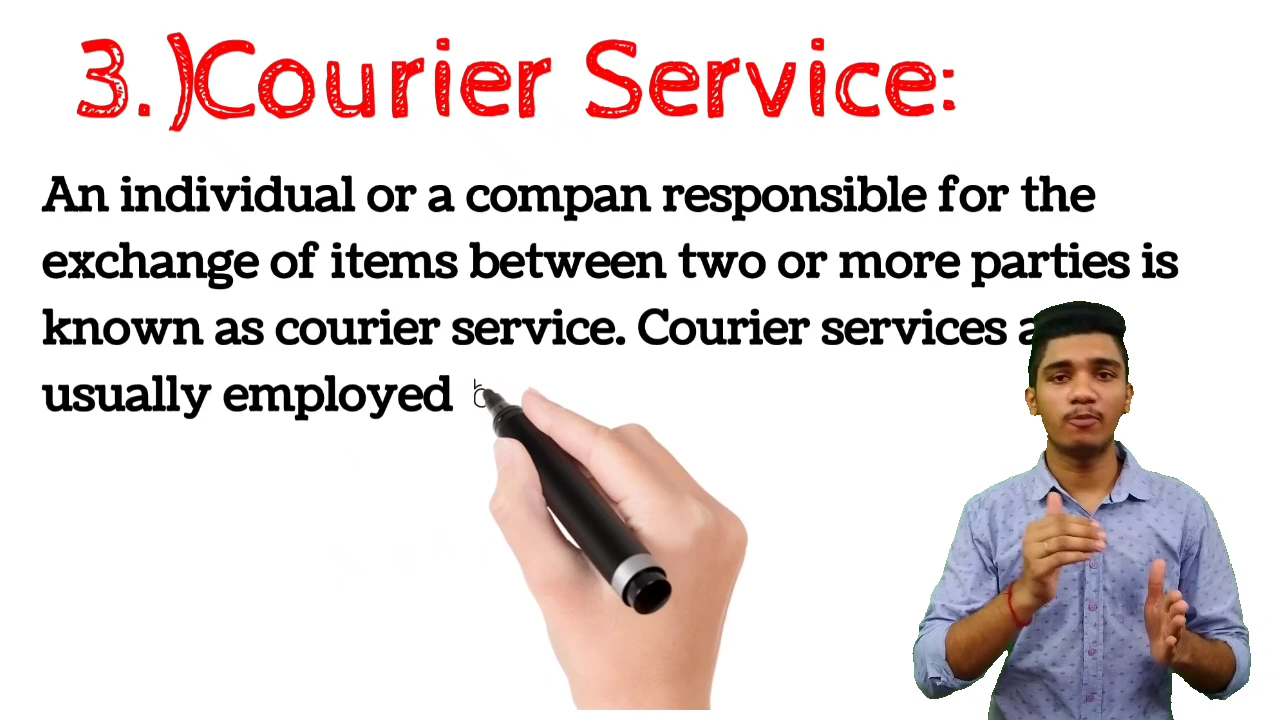 3.)Courier Service:
An individual or a compan responsible for the
exchange of items between two or more parties is
known as courier service. Courier services
usually employed